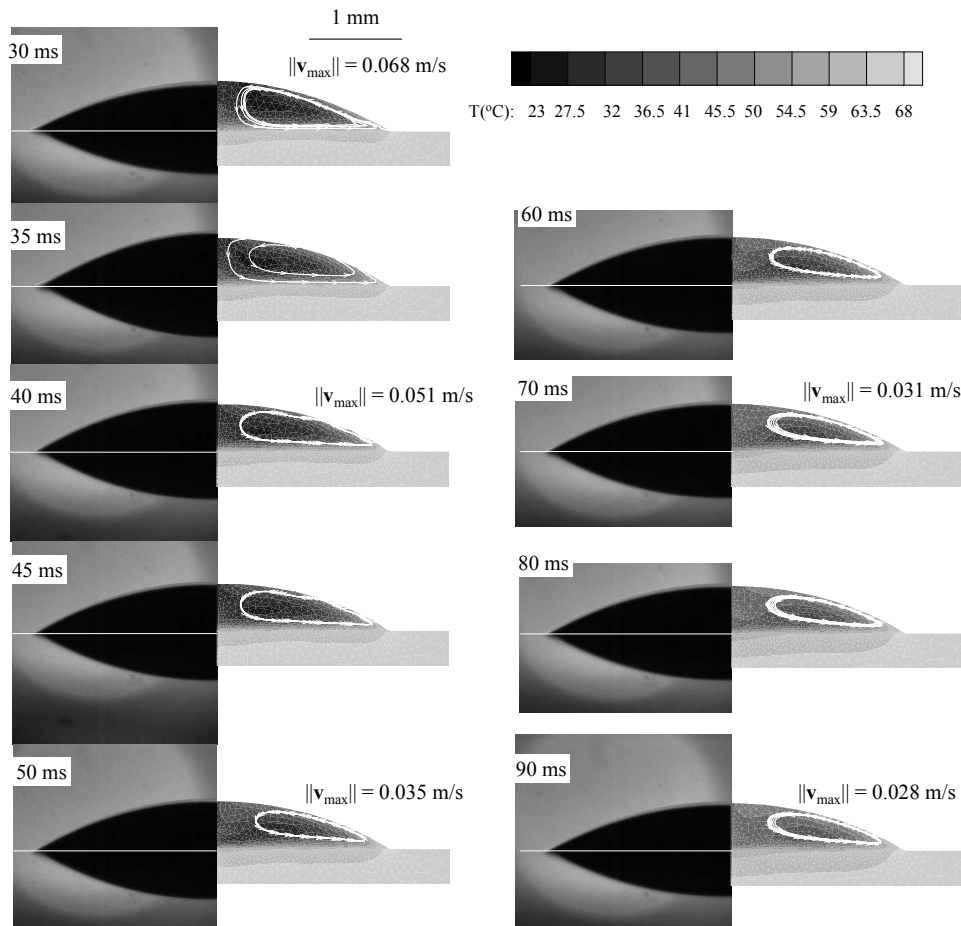 1 mm
30 ms
||v_max|| = 0.068 m/s
T(ºC): 23 27.5 32 36.5 41 45.5 50 54.5 59 63.5 68
35 ms
40 ms
||v_max|| = 0.051 m/s
45 ms
50 ms
||v_max|| = 0.035 m/s
60 ms
70 ms
||v_max|| = 0.031 m/s
80 ms
90 ms
||v_max|| = 0.028 m/s